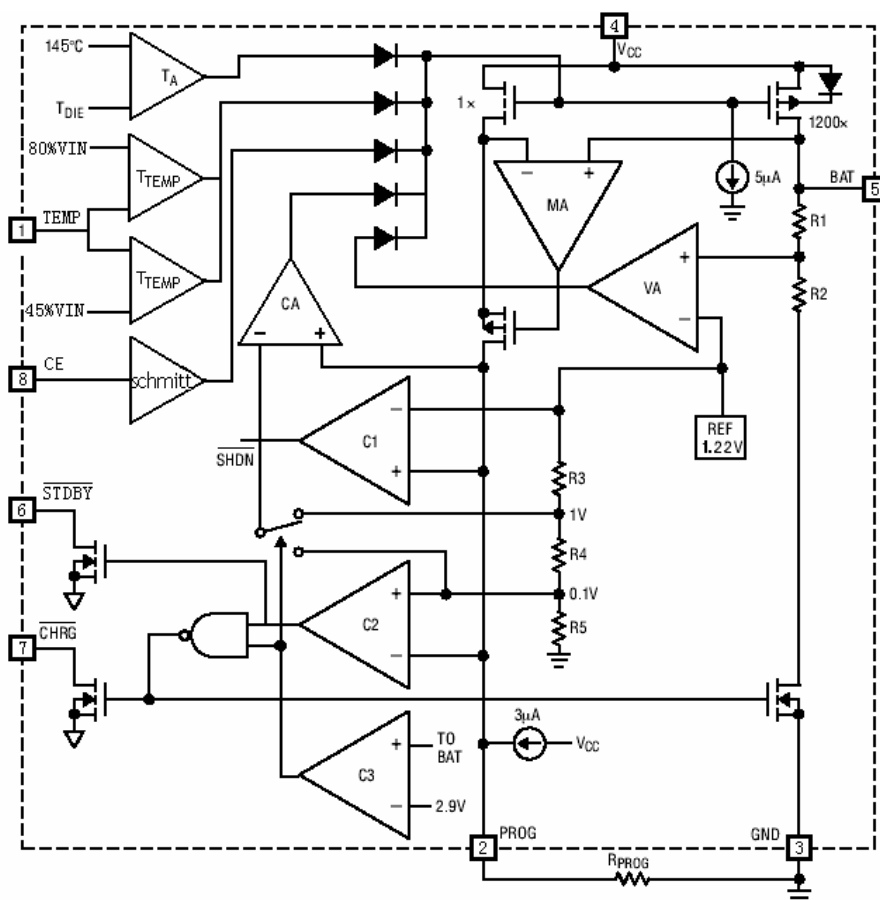 4
145°C
V_CC
T_A
1×
T_DIE
1200×
80%VIN
T_TEMP
− +
5μA
BAT
5
MA
1
TEMP
R1
+
T_TEMP
VA
R2
CA
45%VIN
− +
−
8
CE
schmitt
−
REF
1.22V
C1
SHDN
+
R3
STDBY
6
1V
R4
+
0.1V
C2
R5
CHRG
7
−
3μA
+
TO
BAT
V_CC
C3
−
2.9V
PROG
GND
2
3
R_PROG